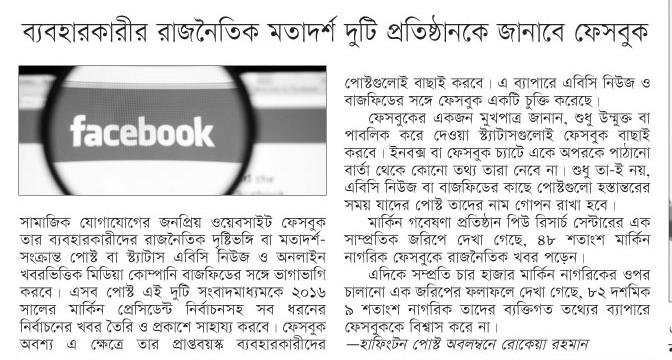 ব্যবহারকারীর রাজনৈতিক মতাদর্শ দুটি প্রতিষ্ঠানকে জানাবে ফেসবুক
facebook
সামাজিক যোগাযোগের জনপ্রিয় ওয়েবসাইট ফেসবুক
তার ব্যবহারকারীদের রাজনৈতিক দৃষ্টিভঙ্গি বা মতাদর্শ-
সংক্রান্ত পোস্ট বা স্ট্যাটাস এবিসি নিউজ ও অনলাইন
খবরভিত্তিক মিডিয়া কোম্পানি বাজফিডের সঙ্গে ভাগাভাগি
করবে। এসব পোস্ট এই দুটি সংবাদমাধ্যমকে ২০১৬
সালের মার্কিন প্রেসিডেন্ট নির্বাচনসহ সব ধরনের
নির্বাচনের খবর তৈরি ও প্রকাশে সাহায্য করবে। ফেসবুক
অবশ্য এ ক্ষেত্রে তার প্রাপ্তবয়স্ক ব্যবহারকারীদের
পোস্টগুলোই বাছাই করবে। এ ব্যাপারে এবিসি নিউজ ও
বাজফিডের সঙ্গে ফেসবুক একটি চুক্তি করেছে।
ফেসবুকের একজন মুখপাত্র জানান, শুধু উন্মুক্ত বা
পাবলিক করে দেওয়া স্ট্যাটাসগুলোই ফেসবুক বাছাই
করবে। ইনবক্স বা ফেসবুক চ্যাটে একে অপরকে পাঠানো
বার্তা থেকে কোনো তথ্য তারা নেবে না। শুধু তা-ই নয়,
এবিসি নিউজ বা বাজফিডের কাছে পোস্টগুলো হস্তান্তরের
সময় যাদের পোস্ট তাদের নাম গোপন রাখা হবে।
মার্কিন গবেষণা প্রতিষ্ঠান পিউ রিসার্চ সেন্টারের এক
সাম্প্রতিক জরিপে দেখা গেছে, ৪৮ শতাংশ মার্কিন
নাগরিক ফেসবুকে রাজনৈতিক খবর পড়েন।
এদিকে সম্প্রতি চার হাজার মার্কিন নাগরিকের ওপর
চালানো এক জরিপের ফলাফলে দেখা গেছে, ৮২ দশমিক
৯ শতাংশ নাগরিক তাদের ব্যক্তিগত তথ্যের ব্যাপারে
ফেসবুককে বিশ্বাস করে না।
—হাফিংটন পোস্ট অবলম্বনে রোকেয়া রহমান